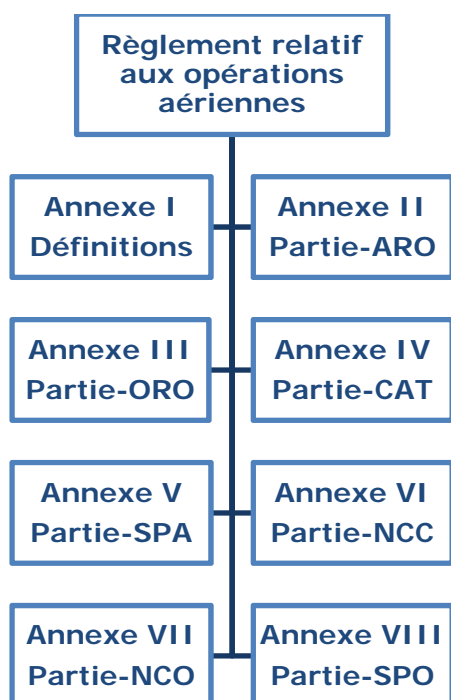 Règlement relatif
aux opérations
aériennes
Annexe I
Définitions
Annexe II
Partie-ARO
Annexe III
Partie-ORO
Annexe IV
Partie-CAT
Annexe V
Partie-SPA
Annexe VI
Partie-NCC
Annexe VII
Partie-NCO
Annexe VIII
Partie-SPO